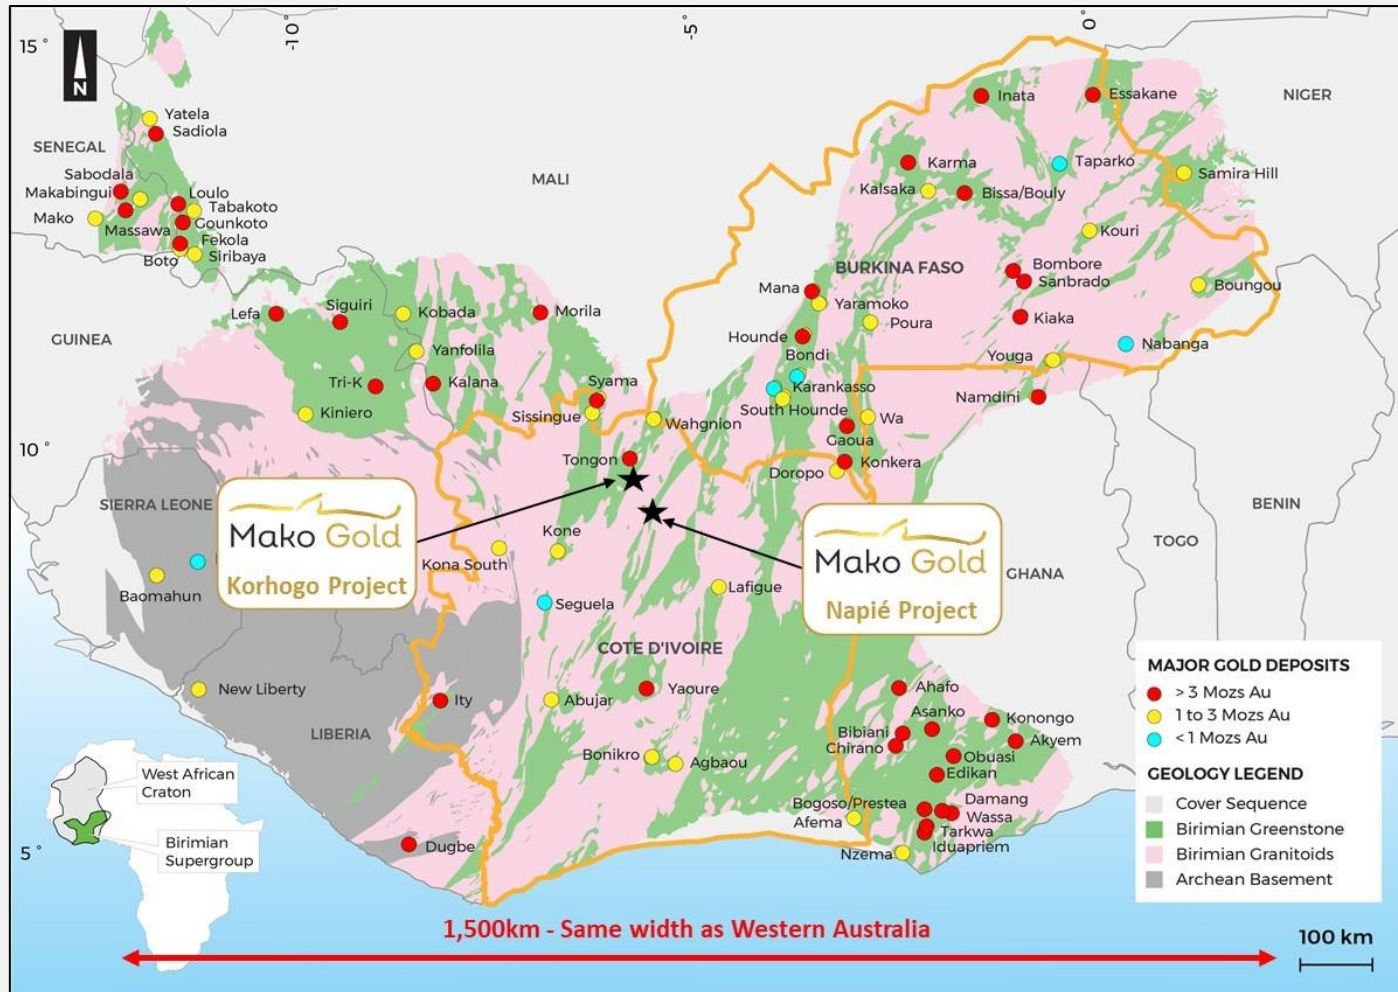 -10°
-5°
0°
15°
N
NIGER
Inata
Essakane
Yatela
Sadiola
SENEGAL
MALI
Karma
Taparko
Samira Hill
Sabodala
Makabingui
Loulo
Kalsaka
Bissa/Bouly
Mako
Tabakoto
Massawa
Gounkoto
Kouri
Fekola
Boto
Siribaya
BURKINA FASO
Bombore
Sanbrado
Boungou
Mana
Yaramoko
Lefa
Siguiri
Kobada
Morila
Poura
Kiaka
GUINEA
Hounde
Nabanga
Yanfolila
Bondi
Youga
Tri-K
Kalana
Syama
Karankasso
Namdini
Kiniero
Sissingue
South Hounde
Wa
Wahgnion
Gaoua
10°
Tongon
Konkera
Doropo
SIERRA LEONE
BENIN
Mako Gold
Korhogo Project
Kone
Kona South
Mako Gold
Napié Project
TOGO
GHANA
Baomahun
Lafigue
Seguela
COTE D'IVOIRE
New Liberty
Ity
Abujar
Yaoure
Ahafo
Asanko
Konongo
LIBERIA
Bibiani
Chirano
Akyem
Bonikro
Agbaou
Obuasi
Edikan
Bogoso/Prestea
Damang
Afema
Wassa
Tarkwa
Iduapriem
Dugbe
Nzema
5°
West African
Craton
Birimian
Supergroup
MAJOR GOLD DEPOSITS
> 3 Mozs Au
1 to 3 Mozs Au
< 1 Mozs Au
GEOLOGY LEGEND
Cover Sequence
Birimian Greenstone
Birimian Granitoids
Archean Basement
1,500km - Same width as Western Australia
100 km